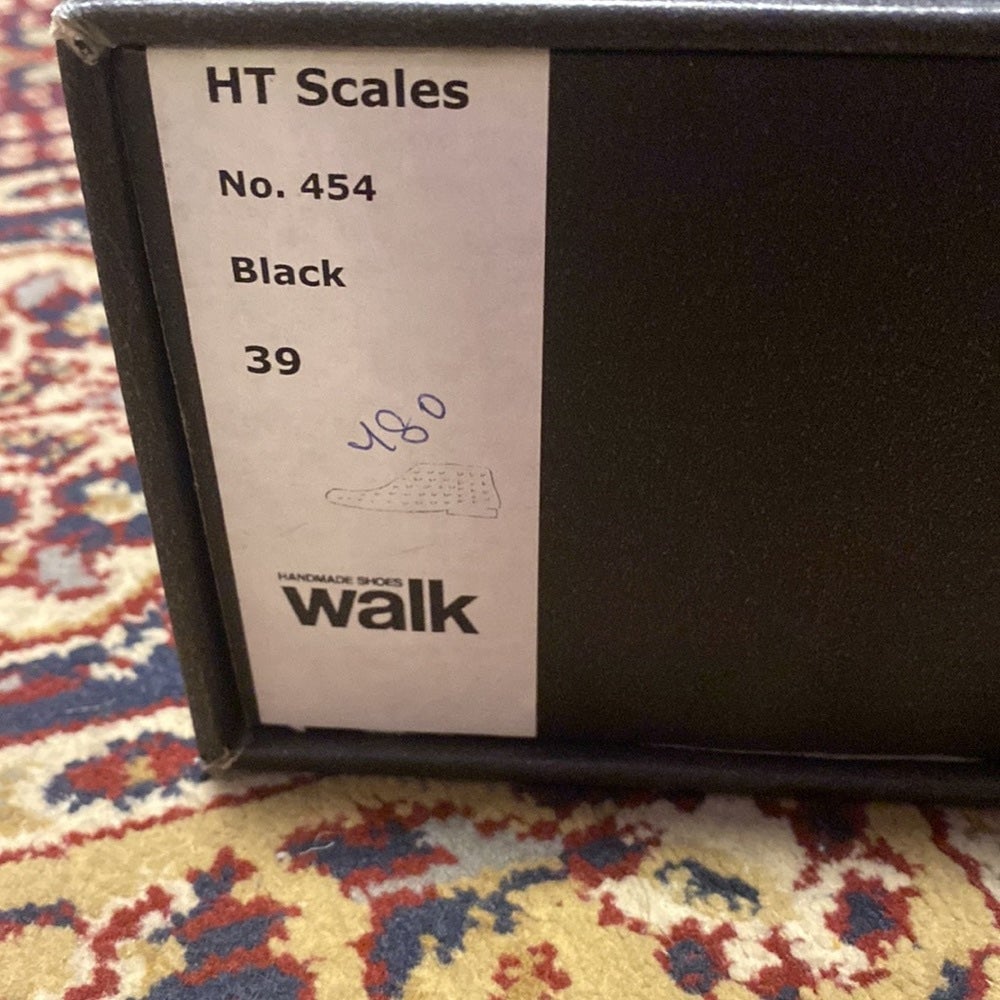 HT Scales
No. 454
Black
39
480
HANDMADE SHOES
walk